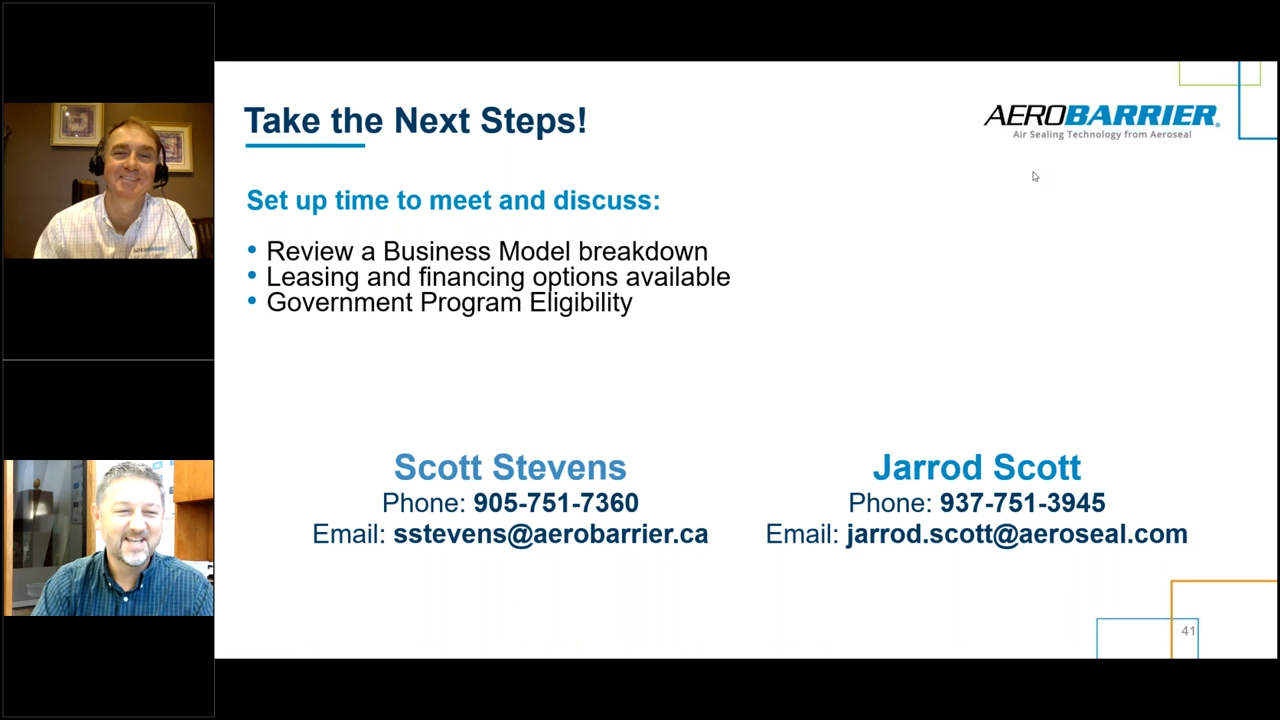 Take the Next Steps!
AEROBARRIER®
Air Sealing Technology from Aeroseal
Set up time to meet and discuss:
• Review a Business Model breakdown
• Leasing and financing options available
• Government Program Eligibility
Scott Stevens
Phone: 905-751-7360
Email: sstevens@aerobarrier.ca
Jarrod Scott
Phone: 937-751-3945
Email: jarrod.scott@aeroseal.com
41
AEROBARRIER